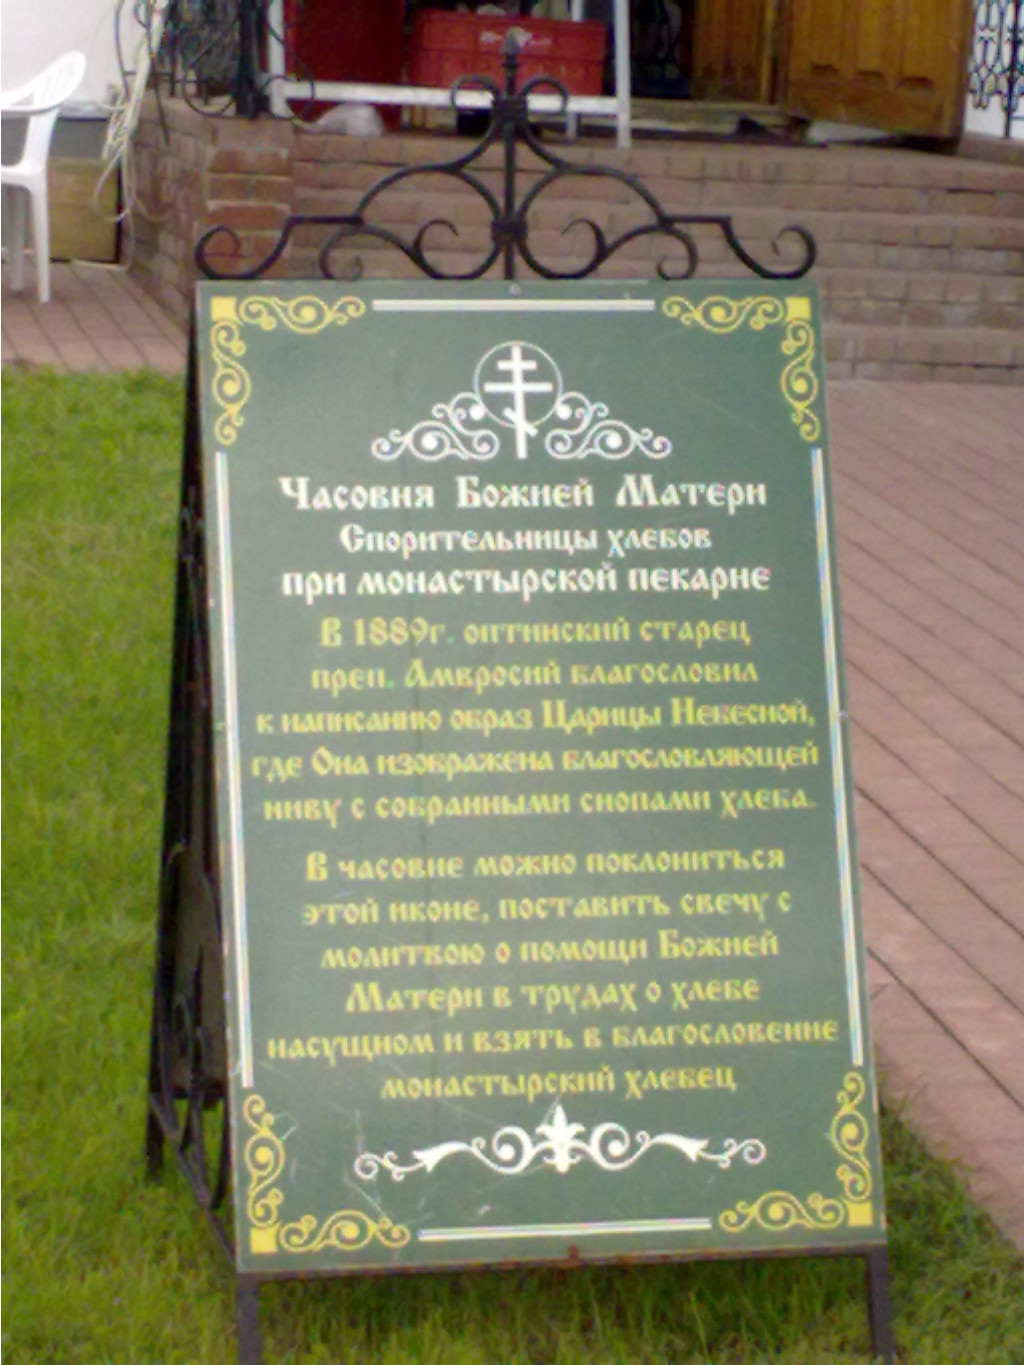 Часовня Божией Матери
Спорительницы хлебов
при монастырской пекарне
В 1889г. оптинский старец
преп. Амвросий благословил
к написанию образ Царицы Небесной,
где Она изображена благословляющей
ниву с собранными снопами хлеба.
В часовне можно поклониться
этой иконе, поставить свечу с
молитвою о помощи Божией
Матери в трудах о хлебе
насущном и взять в благословение
монастырский хлебец